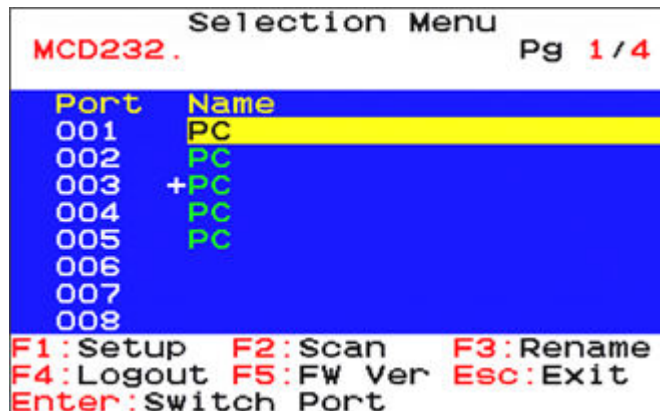 Selection Menu
MCD232. Pg 1/4
Port Name
001 PC
002 PC
003 +PC
004 PC
005 PC
006
007
008
F1:Setup F2:Scan F3:Rename
F4:Logout F5:FW Ver Esc:Exit
Enter:Switch Port